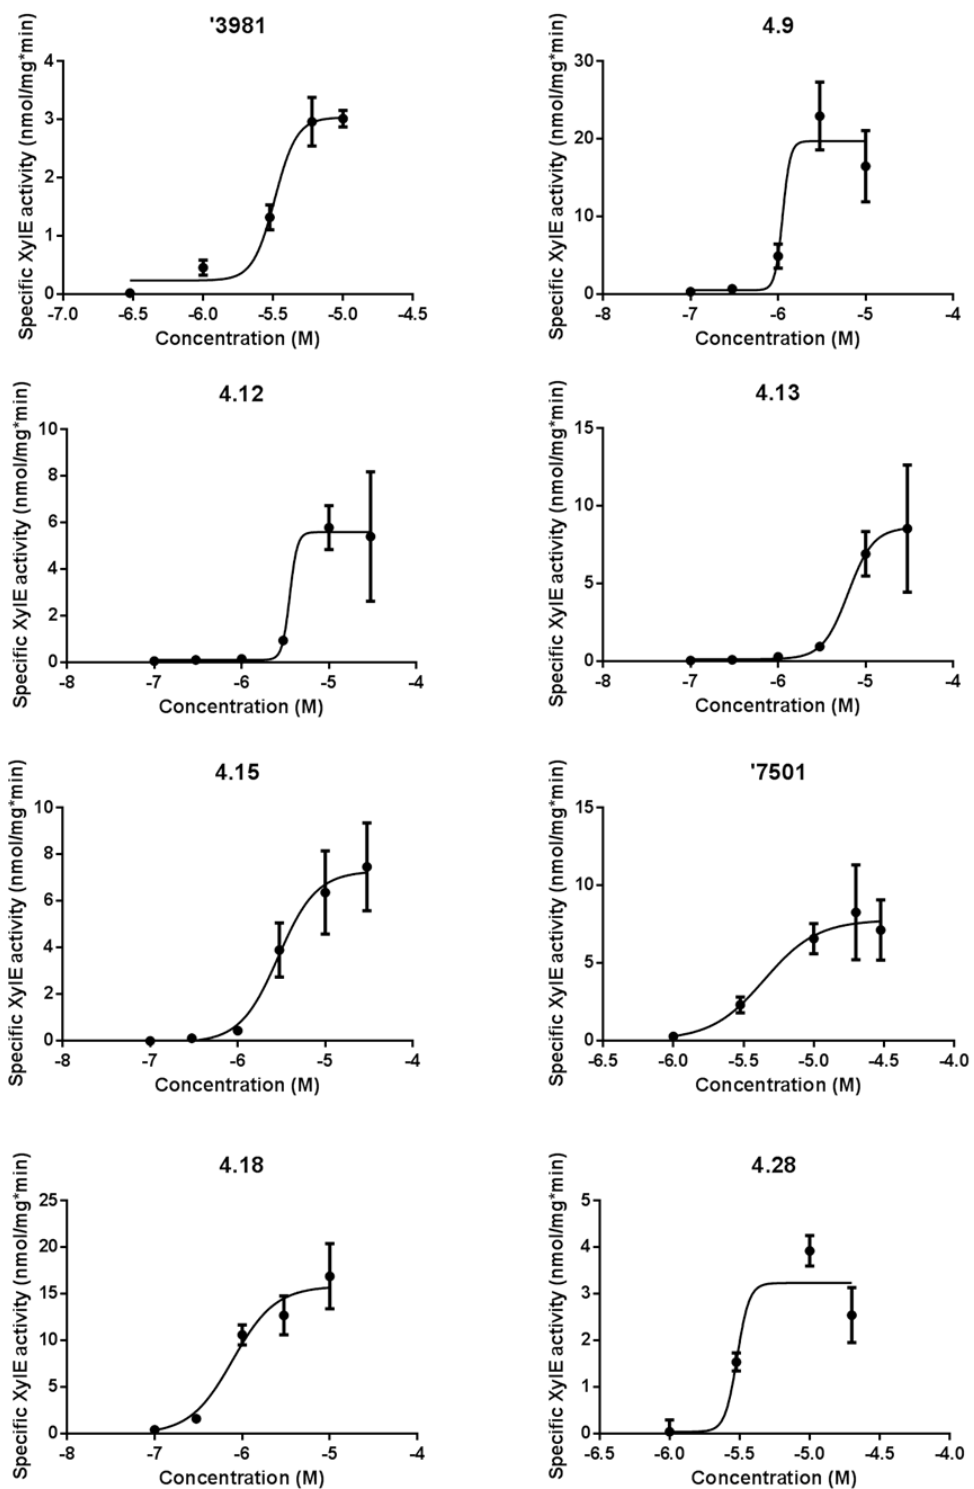 '3981
Specific XylE activity (nmol/mg*min)
4
3
2
1
0
-7.0 -6.5 -6.0 -5.5 -5.0 -4.5
Concentration (M)
4.9
Specific XylE activity (nmol/mg*min)
30
20
10
0
-8 -7 -6 -5 -4
Concentration (M)
4.12
Specific XylE activity (nmol/mg*min)
10
8
6
4
2
0
-8 -7 -6 -5 -4
Concentration (M)
4.13
Specific XylE activity (nmol/mg*min)
15
10
5
0
-8 -7 -6 -5 -4
Concentration (M)
4.15
Specific XylE activity (nmol/mg*min)
10
8
6
4
2
0
-8 -7 -6 -5 -4
Concentration (M)
'7501
Specific XylE activity (nmol/mg*min)
15
10
5
0
-6.5 -6.0 -5.5 -5.0 -4.5 -4.0
Concentration (M)
4.18
Specific XylE activity (nmol/mg*min)
25
20
15
10
5
0
-8 -7 -6 -5 -4
Concentration (M)
4.28
Specific XylE activity (nmol/mg*min)
5
4
3
2
1
0
-6.5 -6.0 -5.5 -5.0 -4.5 -4.0
Concentration (M)